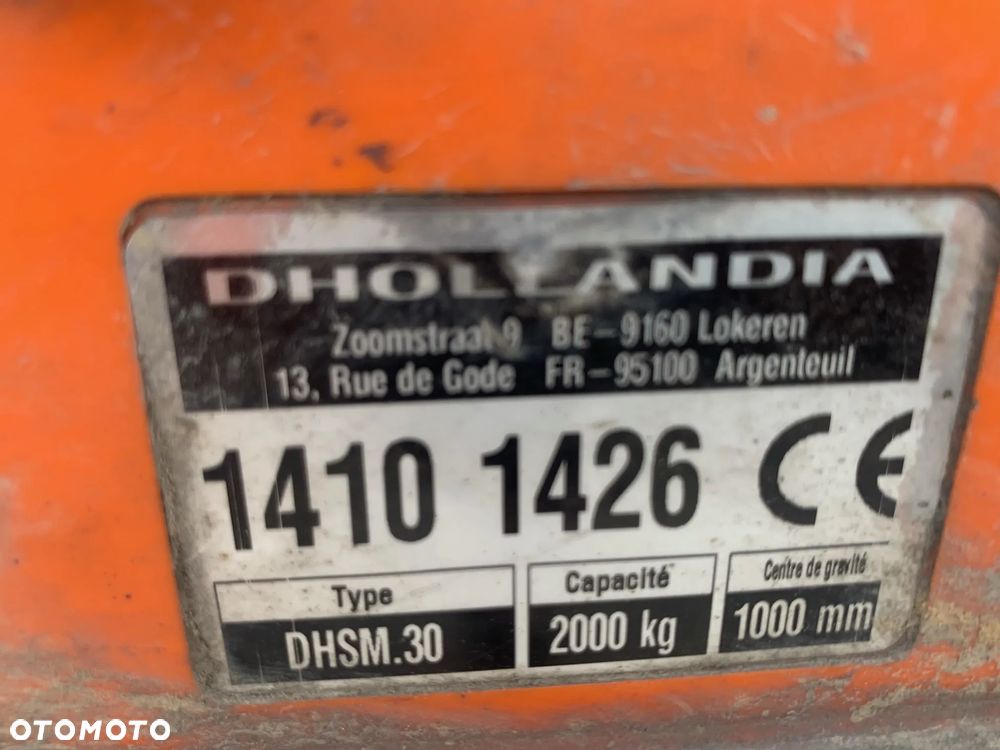 DHOLLANDIA
Zoomstraat 9 BE-9160 Lokeren
13, Rue de Gode FR-95100 Argenteuil
1410 1426 CE
Type Capacité Centre de grevité
DHSM.30 2000 kg 1000 mm
OTOMOTO